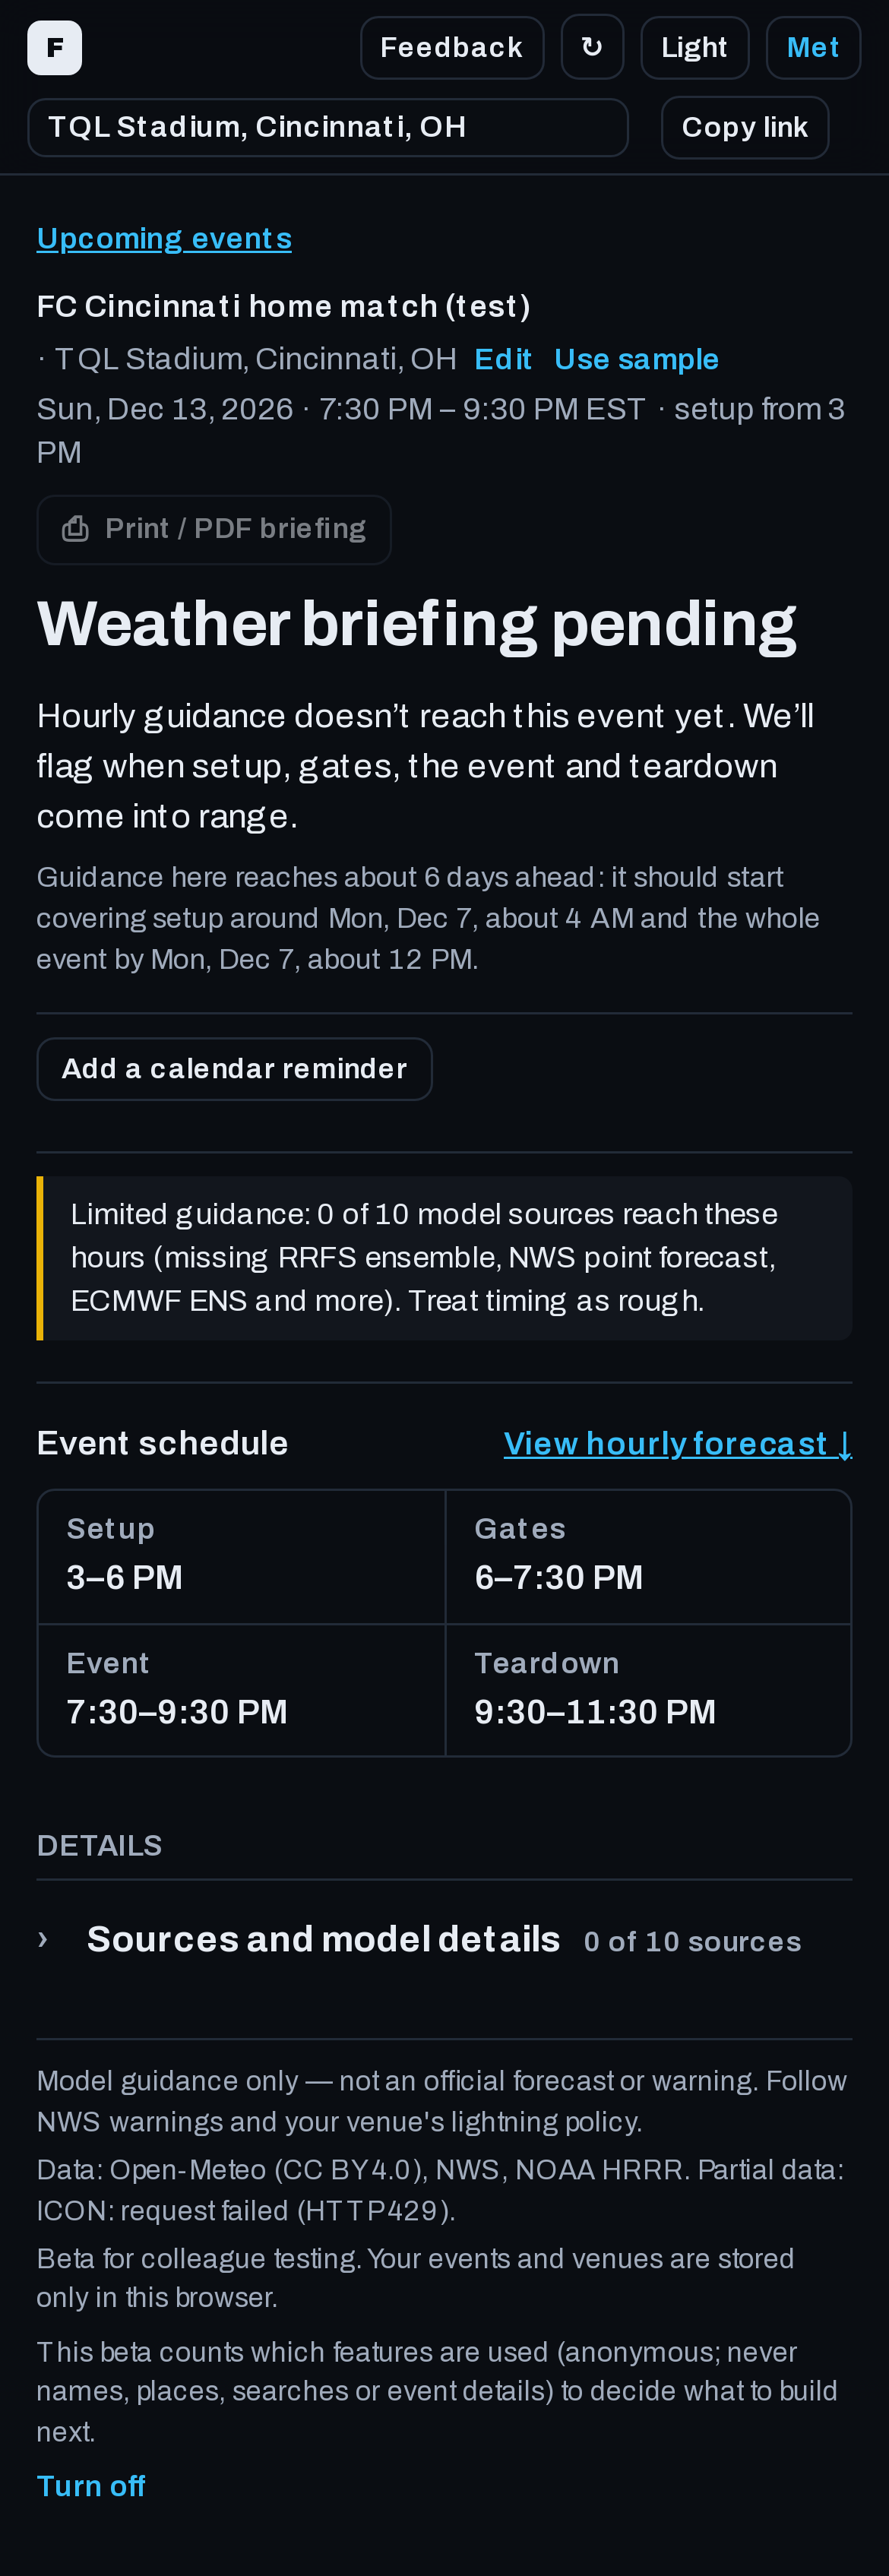 F
Feedback
↻
Light
Met
TQL Stadium, Cincinnati, OH
Copy link
Upcoming events
FC Cincinnati home match (test)
· TQL Stadium, Cincinnati, OH Edit Use sample
Sun, Dec 13, 2026 · 7:30 PM – 9:30 PM EST · setup from 3
PM
Print / PDF briefing
Weather briefing pending
Hourly guidance doesn’t reach this event yet. We’ll
flag when setup, gates, the event and teardown
come into range.
Guidance here reaches about 6 days ahead: it should start
covering setup around Mon, Dec 7, about 4 AM and the whole
event by Mon, Dec 7, about 12 PM.
Add a calendar reminder
Limited guidance: 0 of 10 model sources reach these
hours (missing RRFS ensemble, NWS point forecast,
ECMWF ENS and more). Treat timing as rough.
Event schedule
View hourly forecast ↓
Setup
3–6 PM
Gates
6–7:30 PM
Event
7:30–9:30 PM
Teardown
9:30–11:30 PM
DETAILS
› Sources and model details 0 of 10 sources
Model guidance only — not an official forecast or warning. Follow
NWS warnings and your venue's lightning policy.
Data: Open-Meteo (CC BY 4.0), NWS, NOAA HRRR. Partial data:
ICON: request failed (HTTP 429).
Beta for colleague testing. Your events and venues are stored
only in this browser.
This beta counts which features are used (anonymous; never
names, places, searches or event details) to decide what to build
next.
Turn off